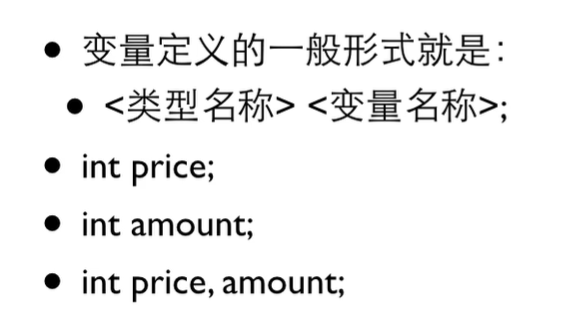 • 变量定义的一般形式就是：
• <类型名称> <变量名称>;
• int price;
• int amount;
• int price, amount;